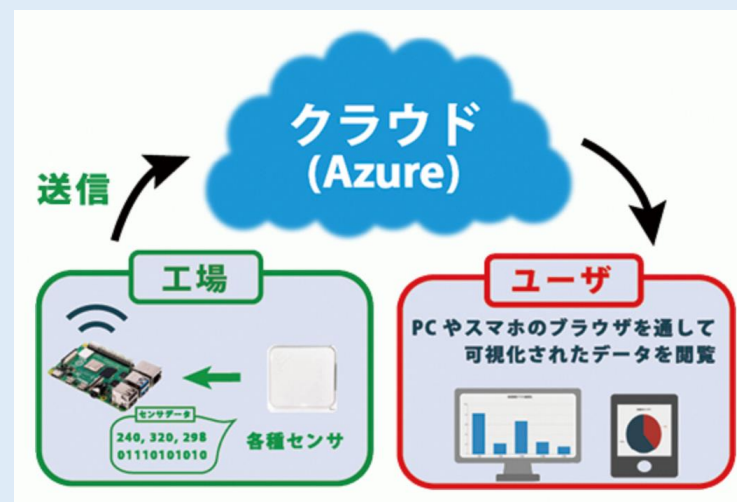 クラウド
(Azure)
送信
工場
センサデータ
240, 320, 298
01110101010
各種センサ
ユーザ
PCやスマホのブラウザを通して
可視化されたデータを閲覧